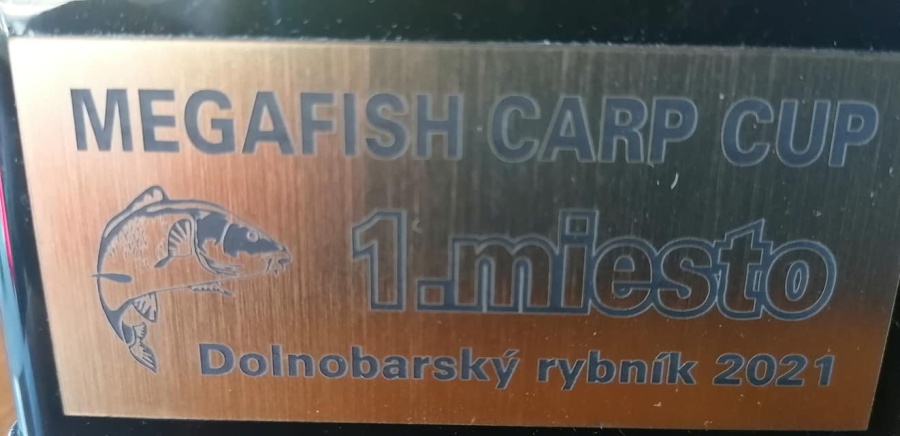 MEGAFISH CARP CUP
1.miesto
Dolnobarský rybník 2021